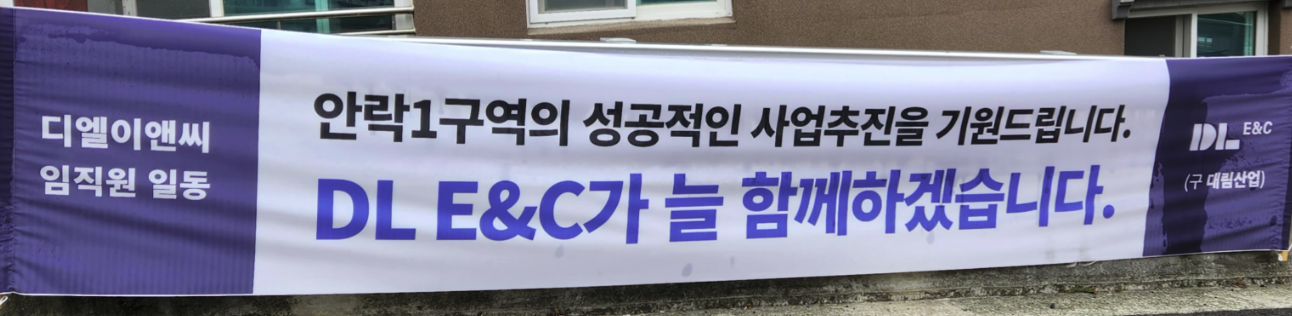 디엘이앤씨
임직원 일동
안락1구역의 성공적인 사업추진을 기원드립니다.
DL E&C가 늘 함께하겠습니다.
DL E&C
(구 대림산업)